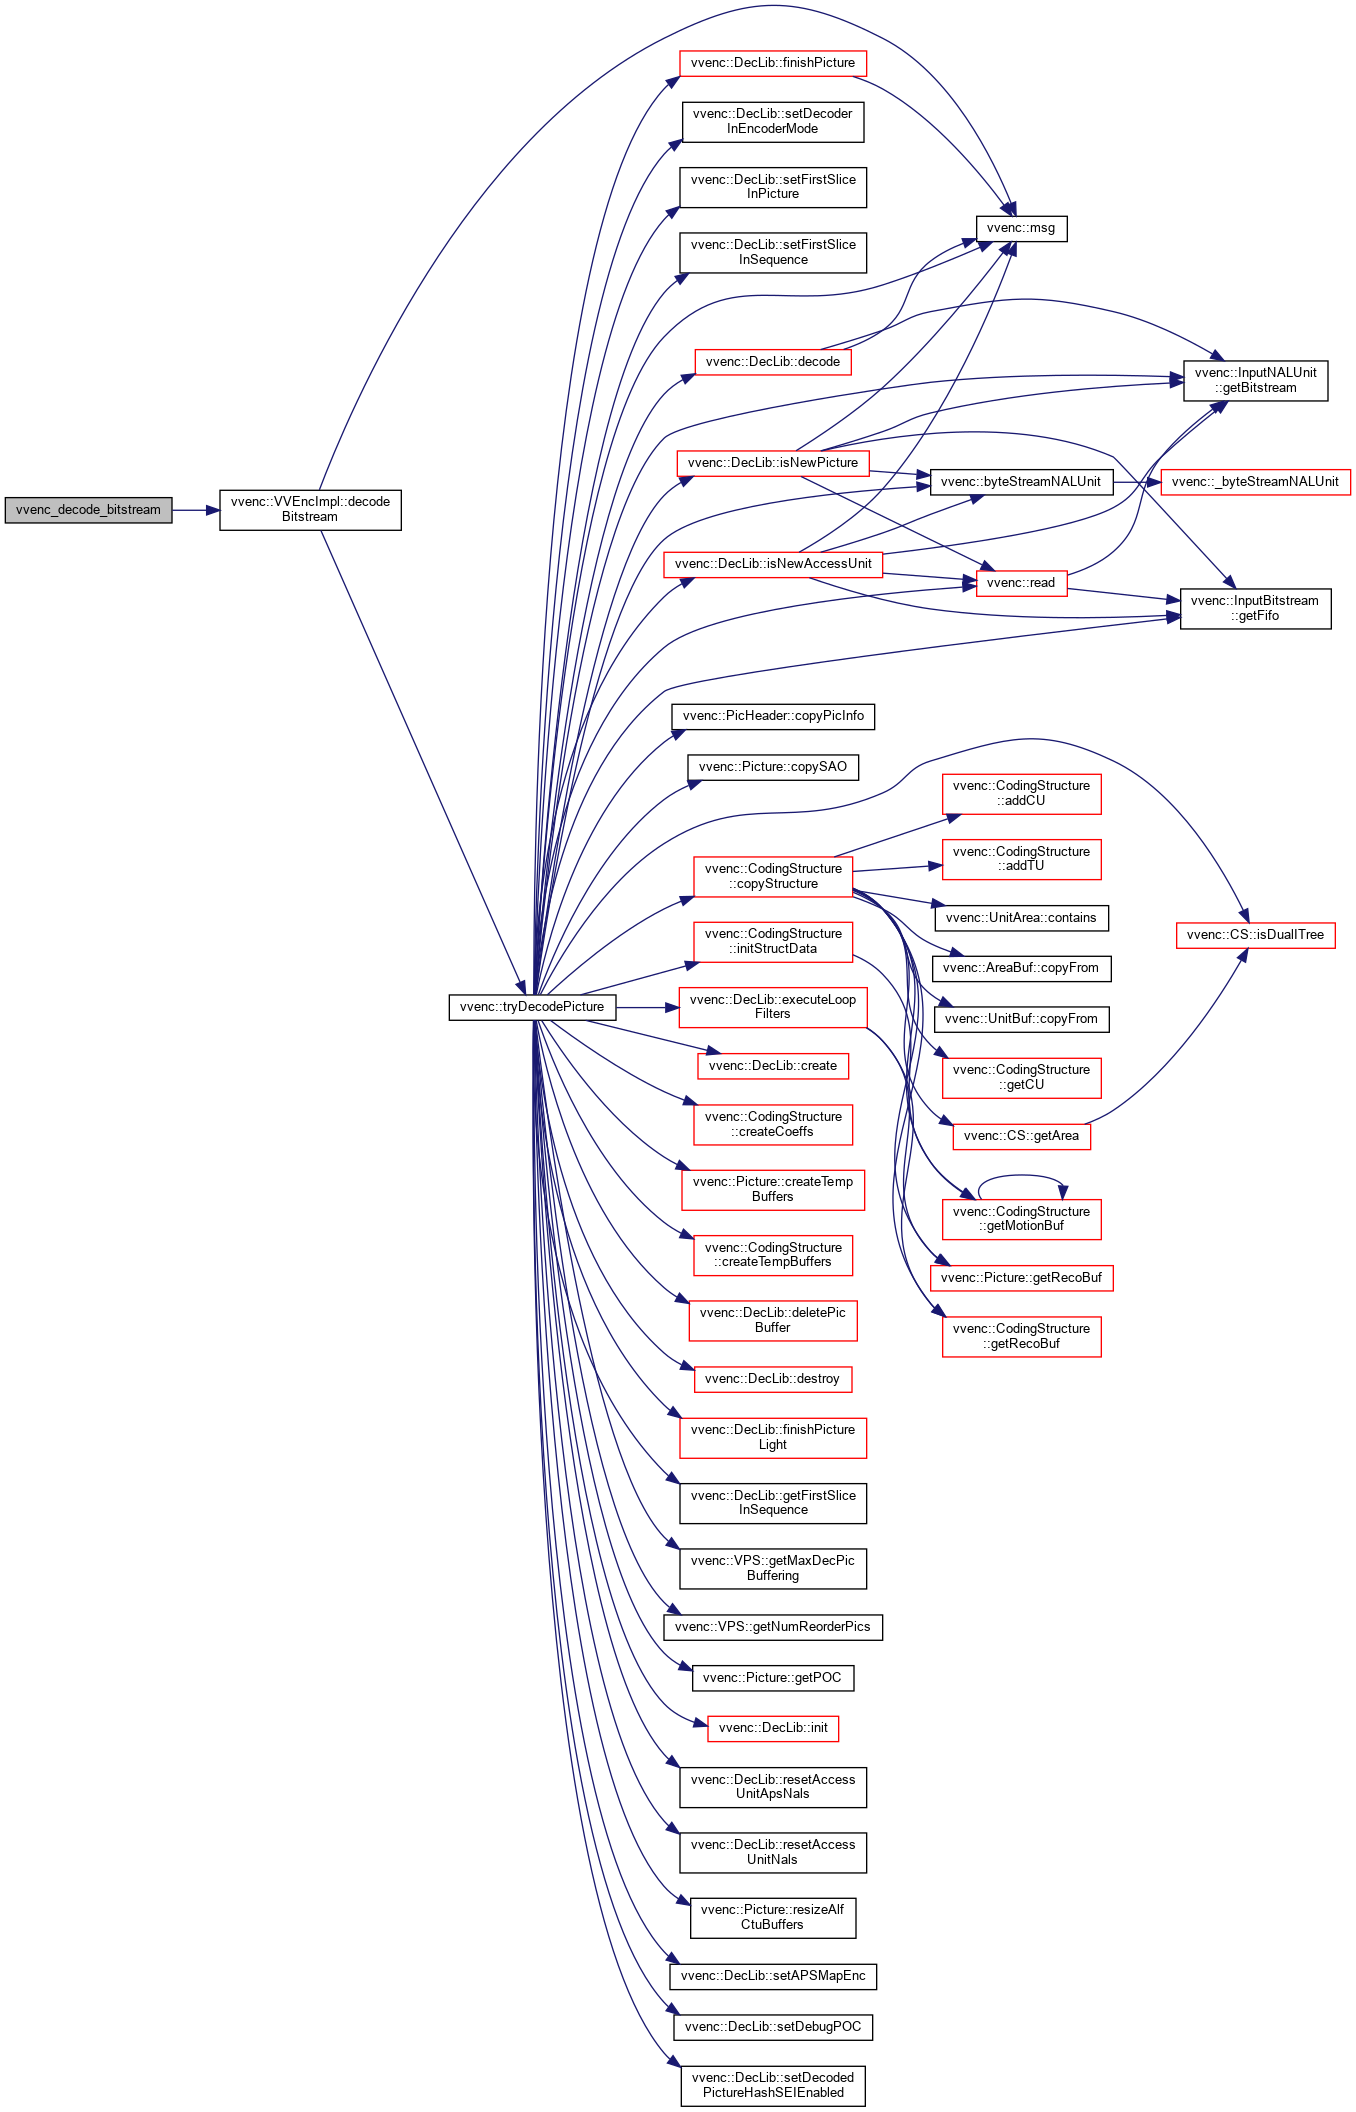 vvenc_decode_bitstream
vvenc::VVEncImpl::decode
Bitstream
vvenc::tryDecodePicture
vvenc::DecLib::finishPicture
vvenc::DecLib::setDecoder
InEncoderMode
vvenc::DecLib::setFirstSlice
InPicture
vvenc::DecLib::setFirstSlice
InSequence
vvenc::DecLib::decode
vvenc::DecLib::isNewPicture
vvenc::DecLib::isNewAccessUnit
vvenc::PicHeader::copyPicInfo
vvenc::Picture::copySAO
vvenc::CodingStructure
::copyStructure
vvenc::CodingStructure
::initStructData
vvenc::DecLib::executeLoop
Filters
vvenc::DecLib::create
vvenc::CodingStructure
::createCoeffs
vvenc::Picture::createTemp
Buffers
vvenc::CodingStructure
::createTempBuffers
vvenc::DecLib::deletePic
Buffer
vvenc::DecLib::destroy
vvenc::DecLib::finishPicture
Light
vvenc::DecLib::getFirstSlice
InSequence
vvenc::VPS::getMaxDecPic
Buffering
vvenc::VPS::getNumReorderPics
vvenc::Picture::getPOC
vvenc::DecLib::init
vvenc::DecLib::resetAccess
UnitApsNals
vvenc::DecLib::resetAccess
UnitNals
vvenc::Picture::resizeAlf
CtuBuffers
vvenc::DecLib::setAPSMapEnc
vvenc::DecLib::setDebugPOC
vvenc::DecLib::setDecoded
PictureHashSEIEnabled
vvenc::msg
vvenc::byteStreamNALUnit
vvenc::read
vvenc::CodingStructure
::addCU
vvenc::CodingStructure
::addTU
vvenc::UnitArea::contains
vvenc::AreaBuf::copyFrom
vvenc::UnitBuf::copyFrom
vvenc::CodingStructure
::getCU
vvenc::CS::getArea
vvenc::CodingStructure
::getMotionBuf
vvenc::Picture::getRecoBuf
vvenc::CodingStructure
::getRecoBuf
vvenc::InputNALUnit
::getBitstream
vvenc::_byteStreamNALUnit
vvenc::InputBitstream
::getFifo
vvenc::CS::isDualITree